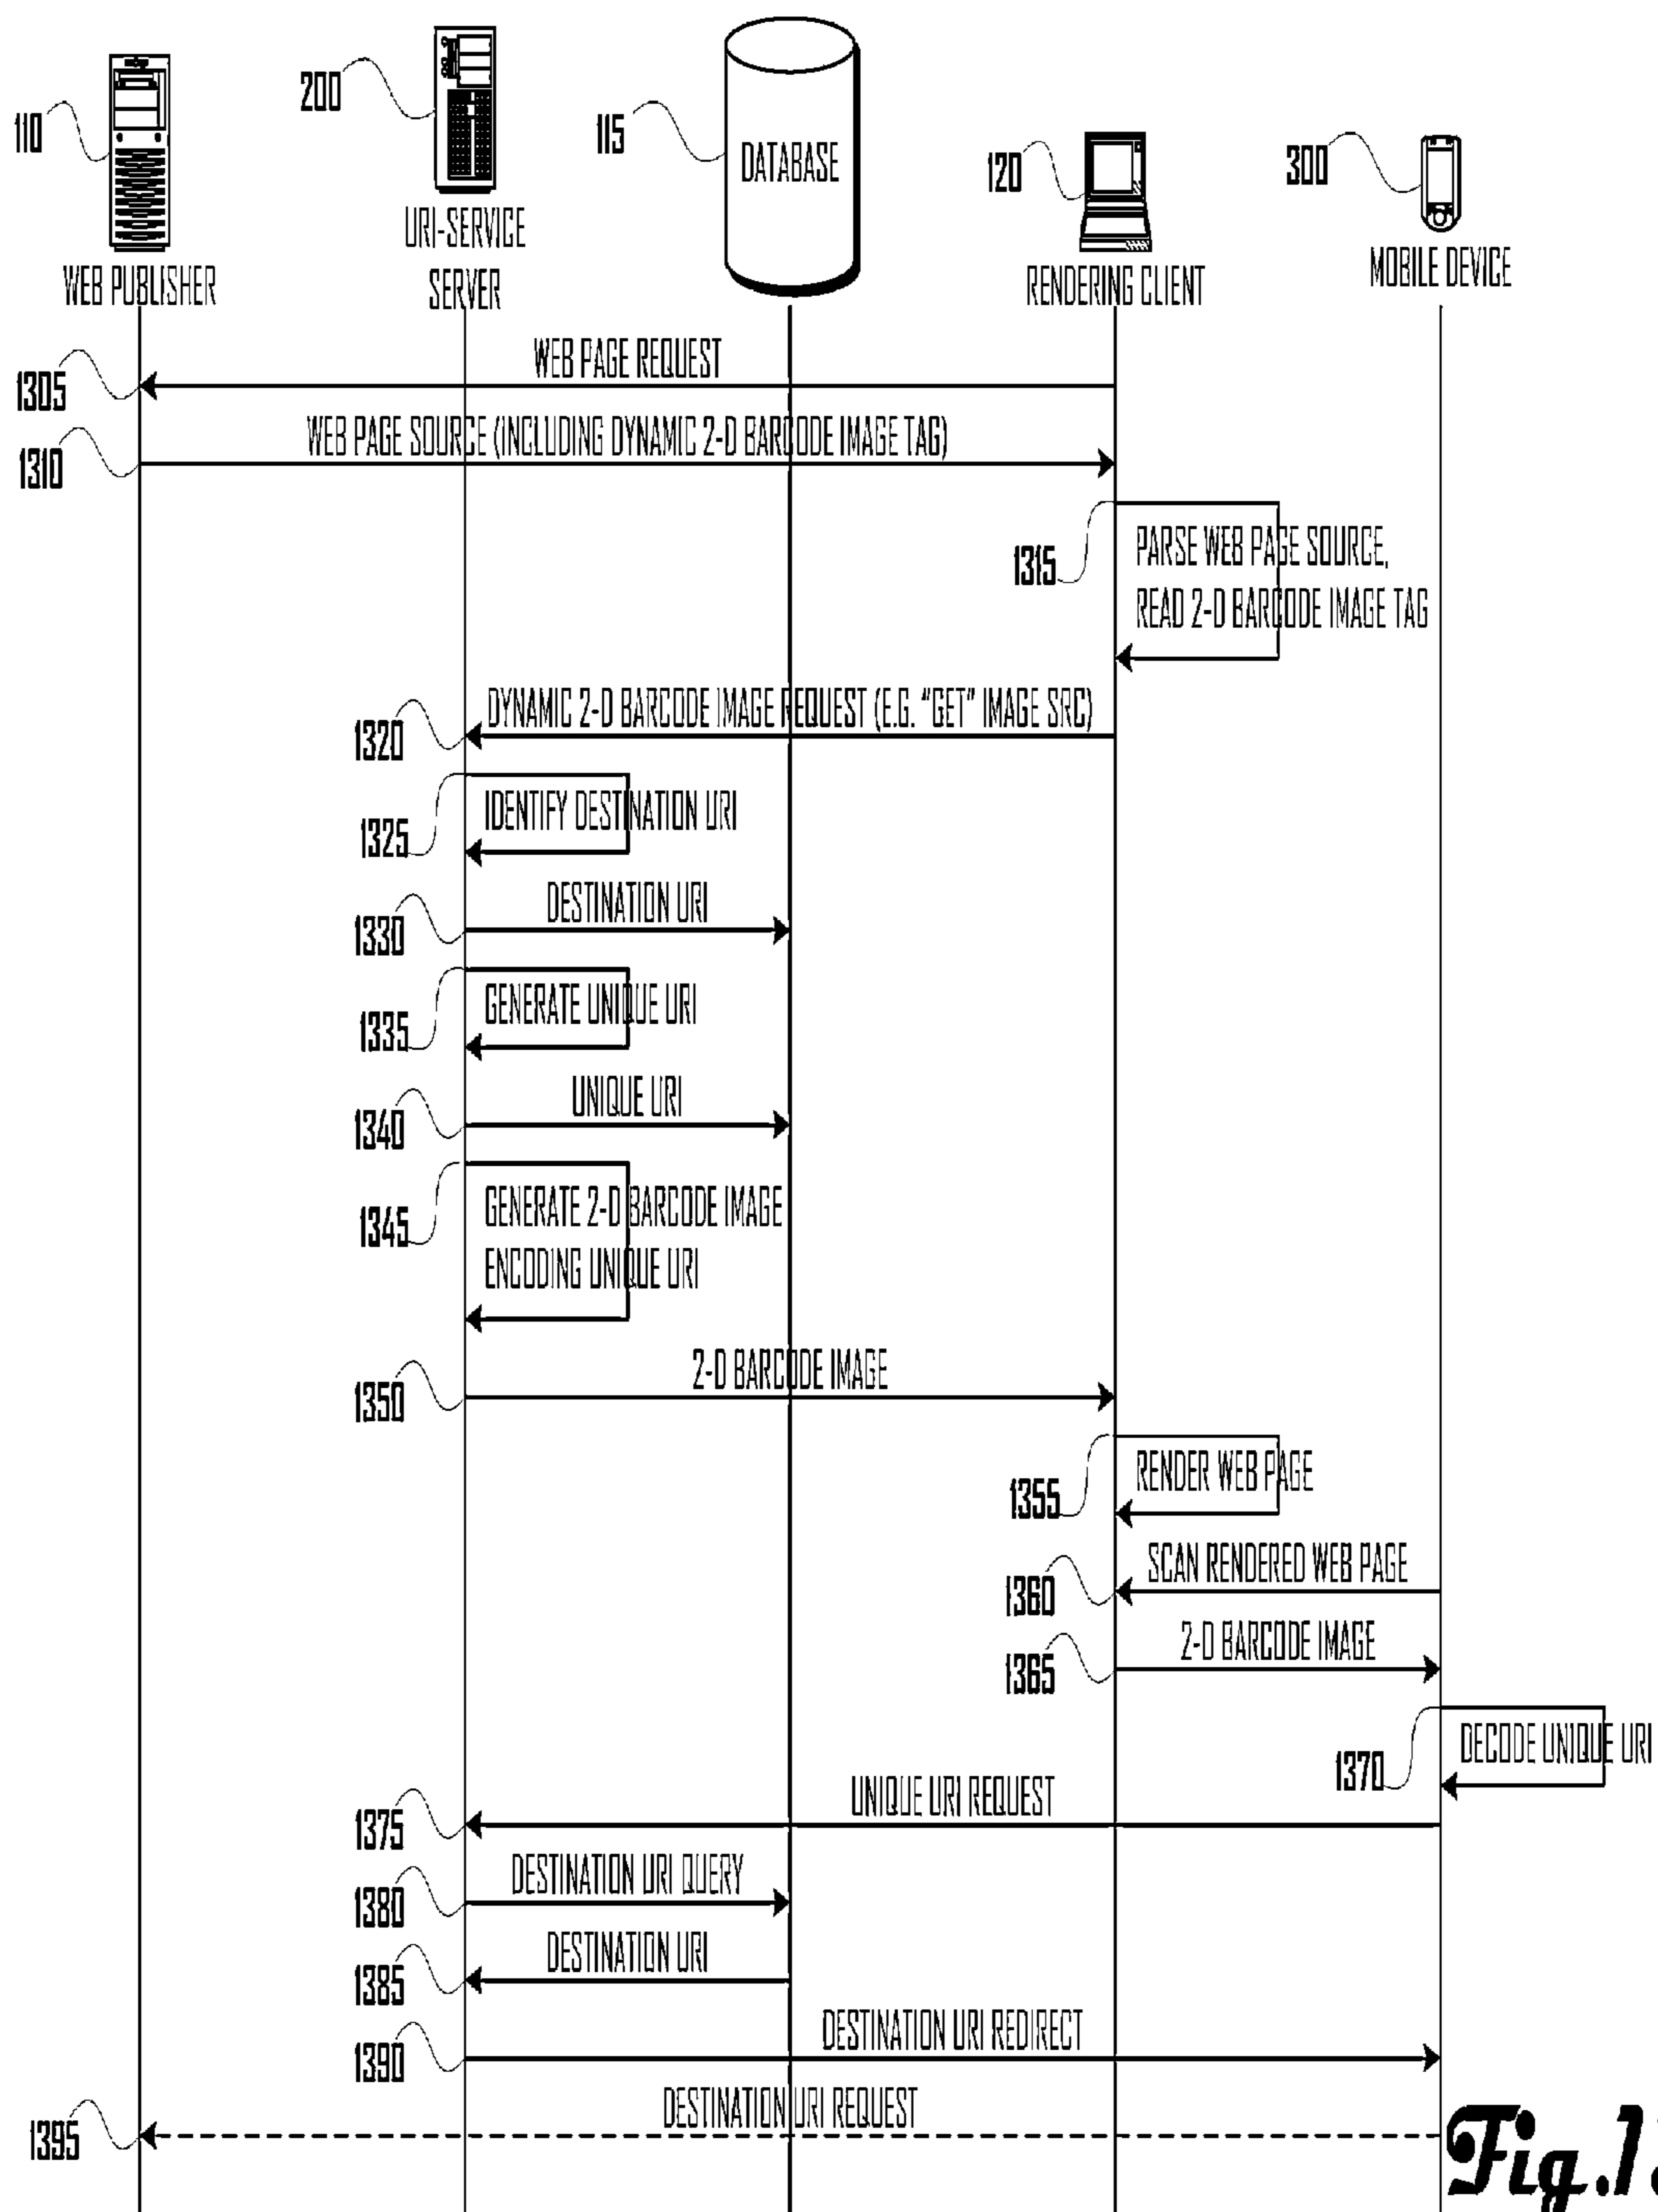 110
200
115
DATABASE
120
300
WEB PUBLISHER
URI-SERVICE
SERVER
RENDERING CLIENT
MOBILE DEVICE
WEB PAGE REQUEST
1305
WEB PAGE SOURCE (INCLUDING DYNAMIC 2-D BARCODE IMAGE TAG)
1310
1315
PARSE WEB PAGE SOURCE,
READ 2-D BARCODE IMAGE TAG
DYNAMIC 2-D BARCODE IMAGE REQUEST (E.G. "GET" IMAGE SRC)
1320
1325
IDENTIFY DESTINATION URI
DESTINATION URI
1330
GENERATE UNIQUE URI
1335
UNIQUE URI
1340
1345
GENERATE 2-D BARCODE IMAGE
ENCODING UNIQUE URI
2-D BARCODE IMAGE
1350
1355
RENDER WEB PAGE
SCAN RENDERED WEB PAGE
1360
2-D BARCODE IMAGE
1365
1370
DECODE UNIQUE URI
UNIQUE URI REQUEST
1375
DESTINATION URI QUERY
1380
DESTINATION URI
1385
DESTINATION URI REDIRECT
1390
DESTINATION URI REQUEST
1395
Fig.1